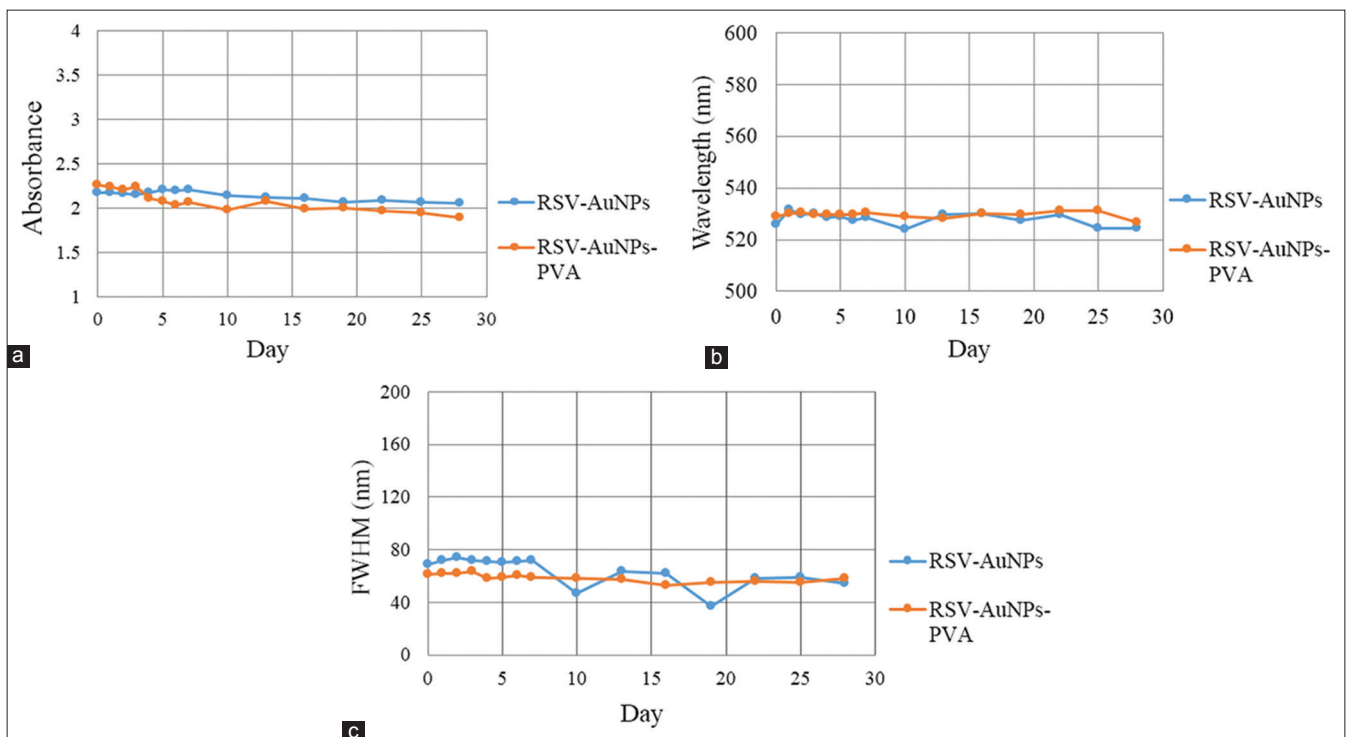 4
3.5
3
2.5
2
1.5
1
0 5 10 15 20 25 30
Absorbance
Day
RSV-AuNPs
RSV-AuNPs-
PVA
a
600
580
560
540
520
500
0 5 10 15 20 25 30
Wavelength (nm)
Day
RSV-AuNPs
RSV-AuNPs-
PVA
b
200
160
120
80
40
0
0 5 10 15 20 25 30
FWHM (nm)
Day
RSV-AuNPs
RSV-AuNPs-
PVA
c